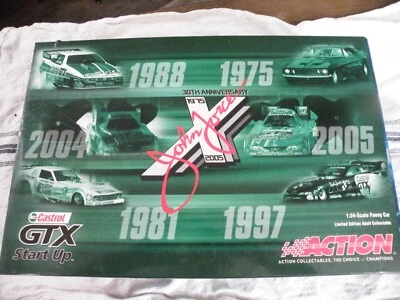 1988
1975
30TH ANNIVERSARY
1975
John Force
2005
2004
2005
1981
1997
Castrol
GTX
Start Up.
1:24-Scale Funny Car
Limited Edition Adult Collectible
ACTION
ACTION COLLECTABLES, THE CHOICE OF CHAMPIONS